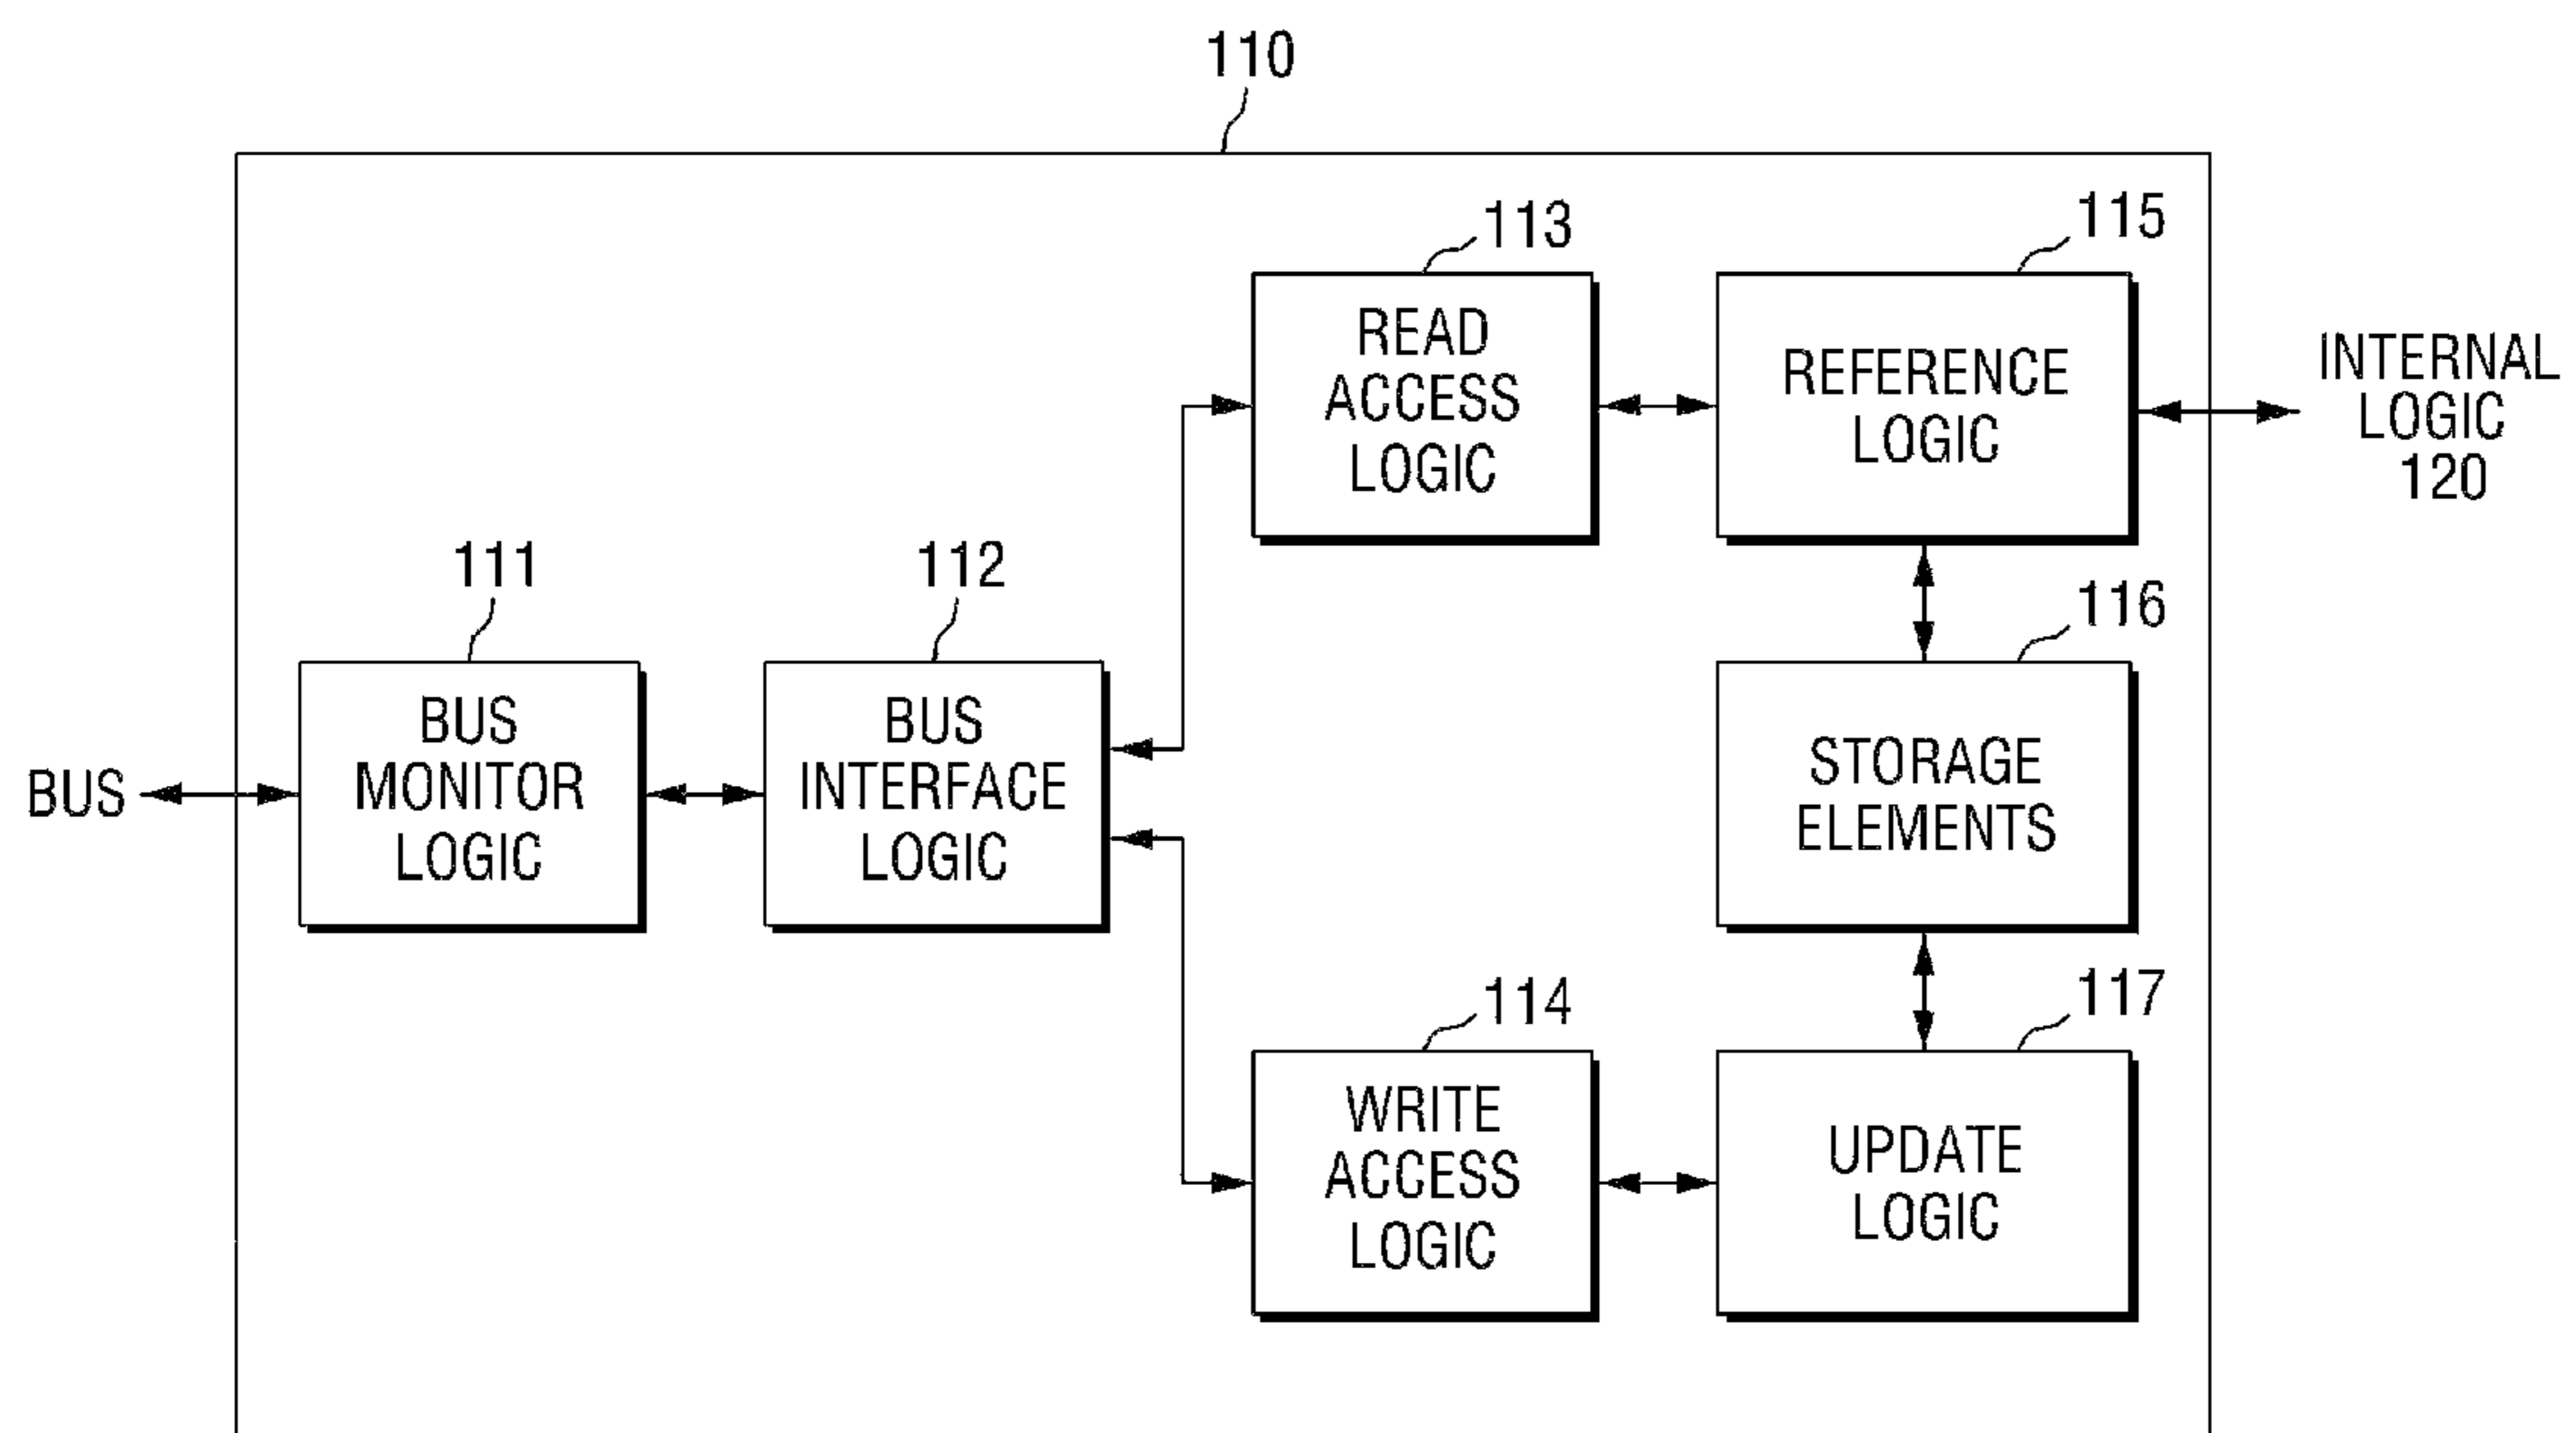 110
113
115
READ
ACCESS
LOGIC
REFERENCE
LOGIC
INTERNAL
LOGIC
120
111
112
116
BUS
BUS
MONITOR
LOGIC
BUS
INTERFACE
LOGIC
STORAGE
ELEMENTS
114
117
WRITE
ACCESS
LOGIC
UPDATE
LOGIC